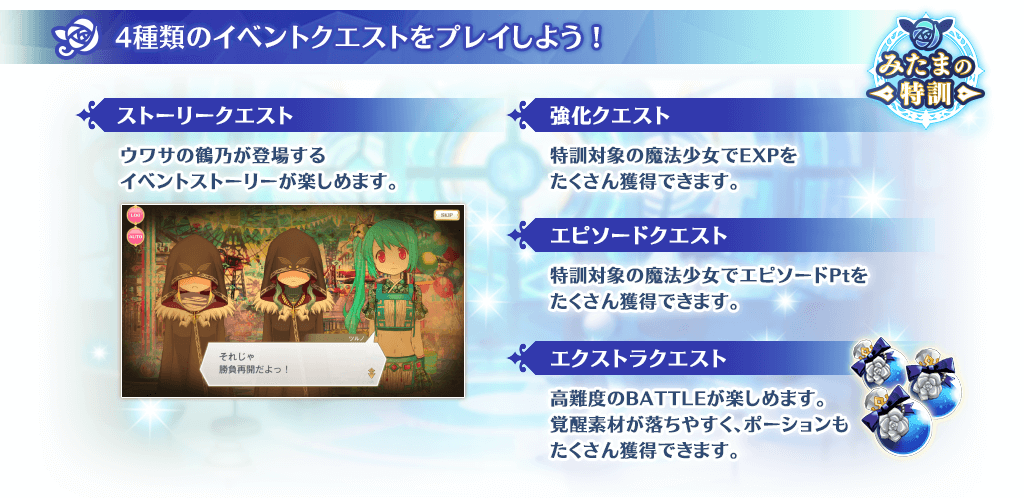 4種類のイベントクエストをプレイしよう！
みたまの
特訓
ストーリークエスト
ウワサの鶴乃が登場する
イベントストーリーが楽しめます。
LOG
AUTO
SKIP
ツルノ
それじゃ
勝負再開だよっ！
強化クエスト
特訓対象の魔法少女でEXPを
たくさん獲得できます。
エピソードクエスト
特訓対象の魔法少女でエピソードPtを
たくさん獲得できます。
エクストラクエスト
高難度のBATTLEが楽しめます。
覚醒素材が落ちやすく、ポーションも
たくさん獲得できます。